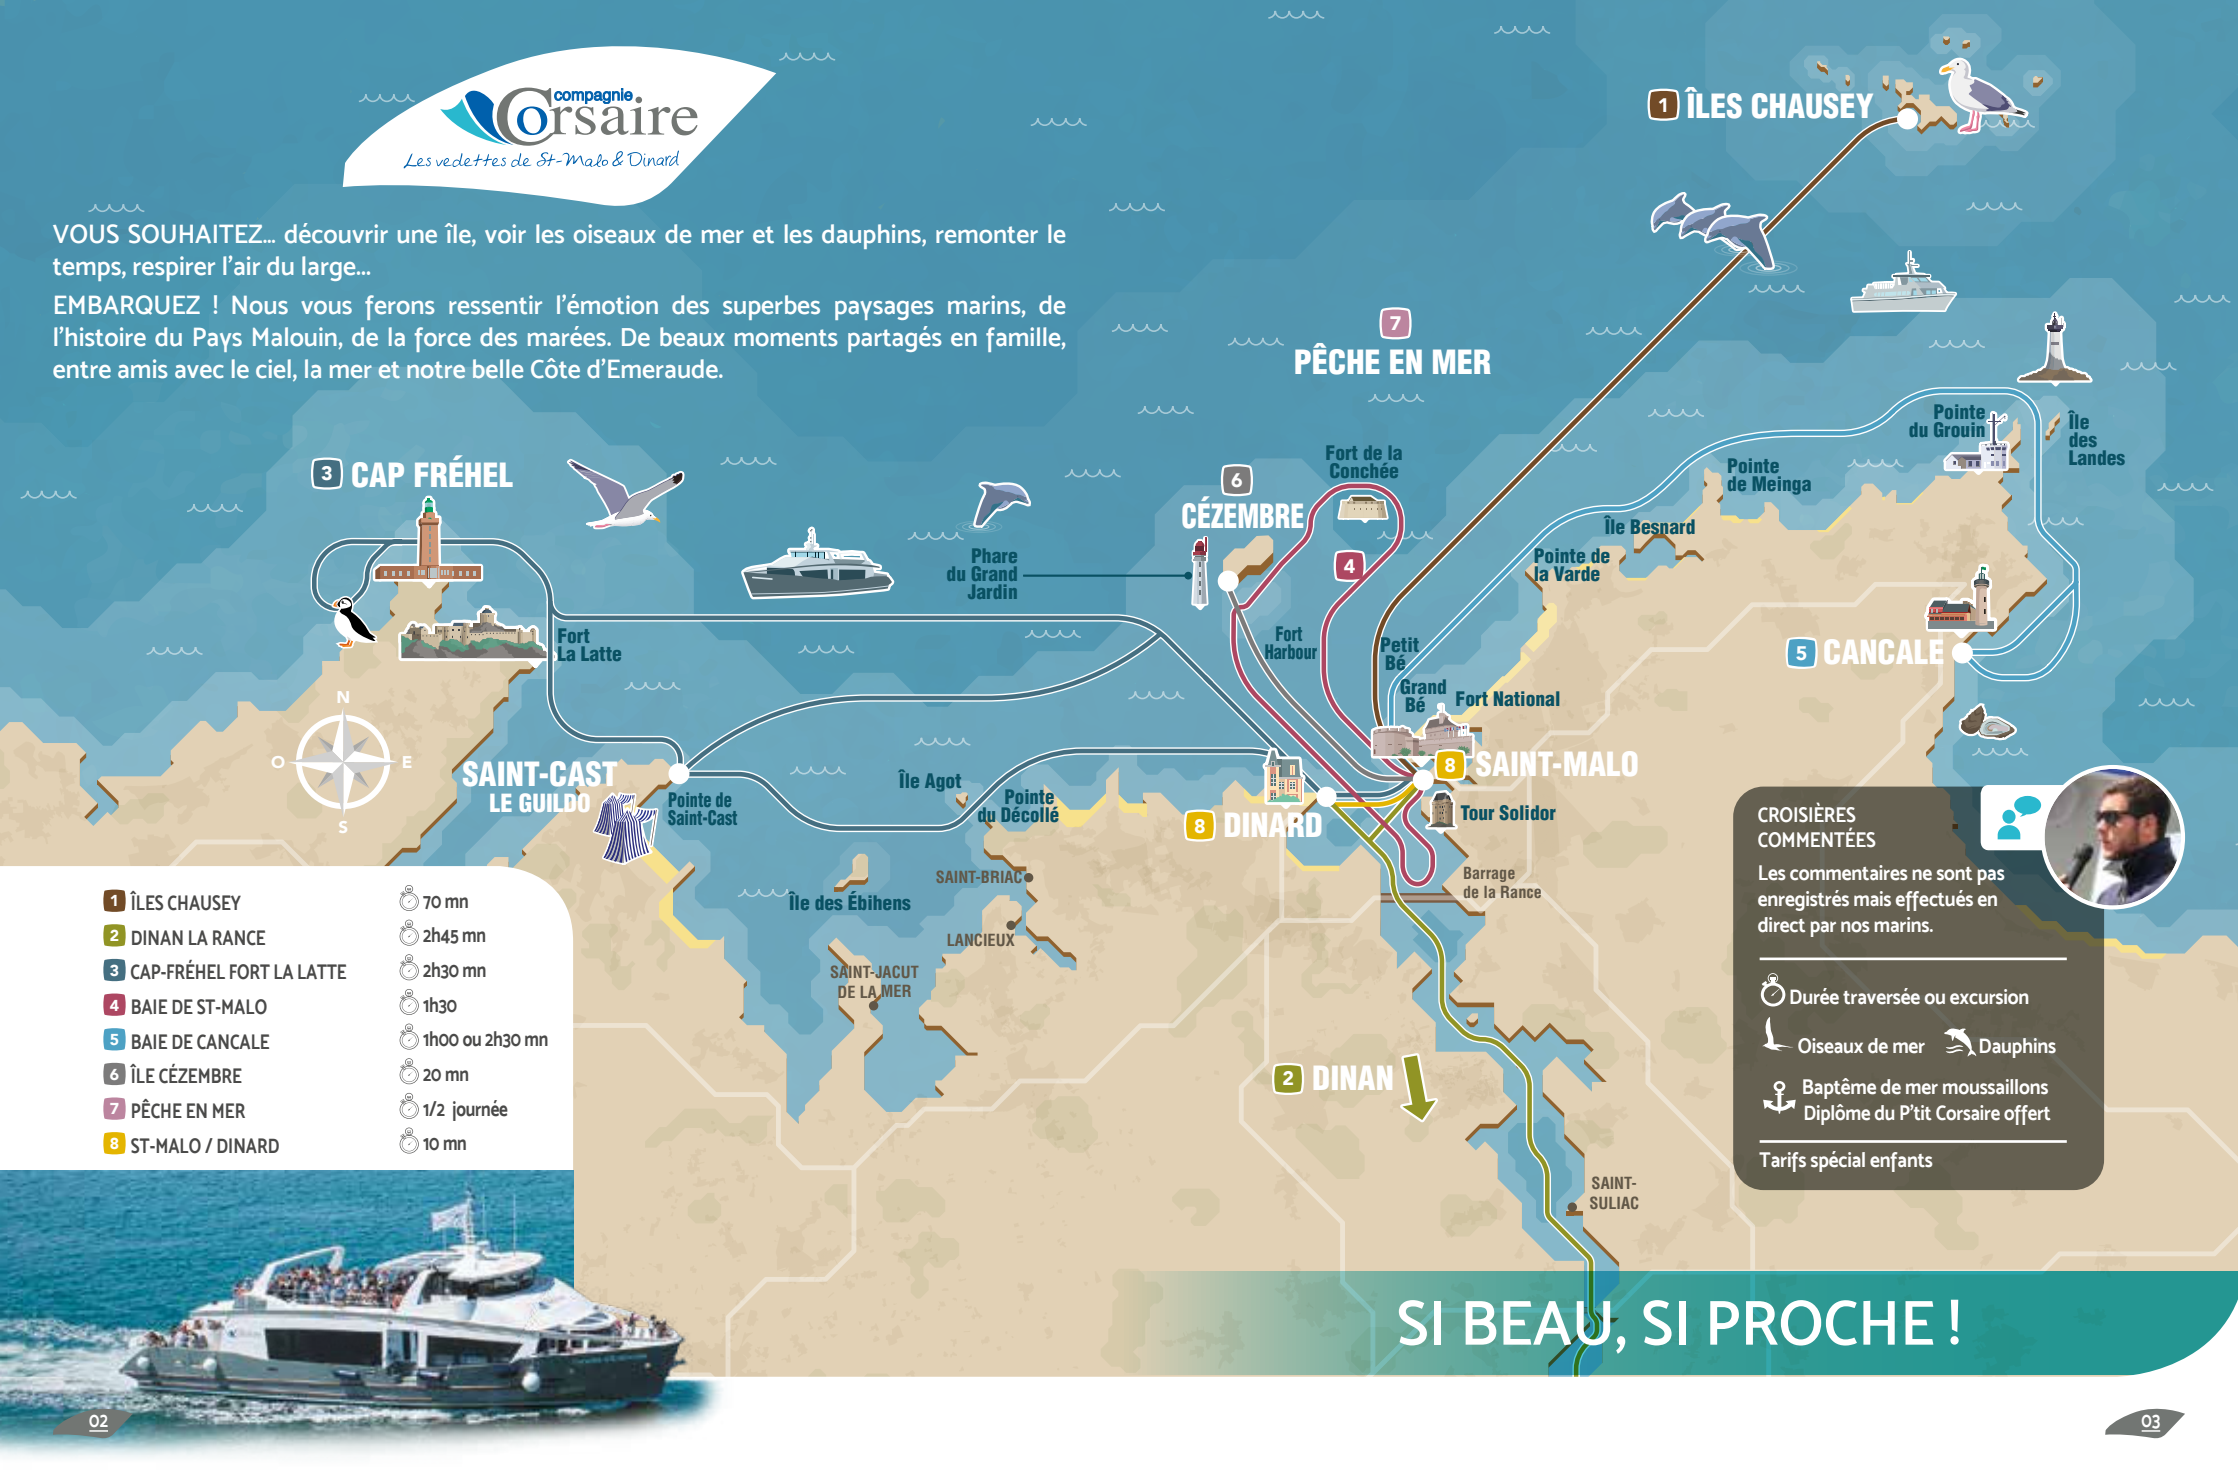 compagnie
Corsaire
Les vedettes de St-Malo & Dinard
VOUS SOUHAITEZ... découvrir une île, voir les oiseaux de mer et les dauphins, remonter le
temps, respirer l'air du large...
EMBARQUEZ ! Nous vous ferons ressentir l'émotion des superbes paysages marins, de
l'histoire du Pays Malouin, de la force des marées. De beaux moments partagés en famille,
entre amis avec le ciel, la mer et notre belle Côte d'Emeraude.
1 ÎLES CHAUSEY
7
PÊCHE EN MER
Pointe
du Grouin
Île
des
Landes
Pointe
de Meinga
Île Besnard
Pointe de
la Varde
Fort de la
Conchée
6
CÉZEMBRE
4
3 CAP FRÉHEL
Phare
du Grand
Jardin
Fort
La Latte
Fort
Harbour
Petit
Bé
Grand
Bé
Fort National
5 CANCALE
N
O
E
S
SAINT-CAST
LE GUILDO
Pointe de
Saint-Cast
Île Agot
Pointe
du Décollé
8 SAINT-MALO
8 DINARD
Tour Solidor
Barrage
de la Rance
SAINT-BRIAC
Île des Ébihens
LANCIEUX
SAINT-JACUT
DE LA MER
2 DINAN
SAINT-
SULIAC
1 ÎLES CHAUSEY 70 mn
2 DINAN LA RANCE 2h45 mn
3 CAP-FRÉHEL FORT LA LATTE 2h30 mn
4 BAIE DE ST-MALO 1h30
5 BAIE DE CANCALE 1h00 ou 2h30 mn
6 ÎLE CÉZEMBRE 20 mn
7 PÊCHE EN MER 1/2 journée
8 ST-MALO / DINARD 10 mn
CROISIÈRES
COMMENTÉES
Les commentaires ne sont pas
enregistrés mais effectués en
direct par nos marins.
Durée traversée ou excursion
Oiseaux de mer Dauphins
Baptême de mer moussaillons
Diplôme du P'tit Corsaire offert
Tarifs spécial enfants
SI BEAU, SI PROCHE !
02
03